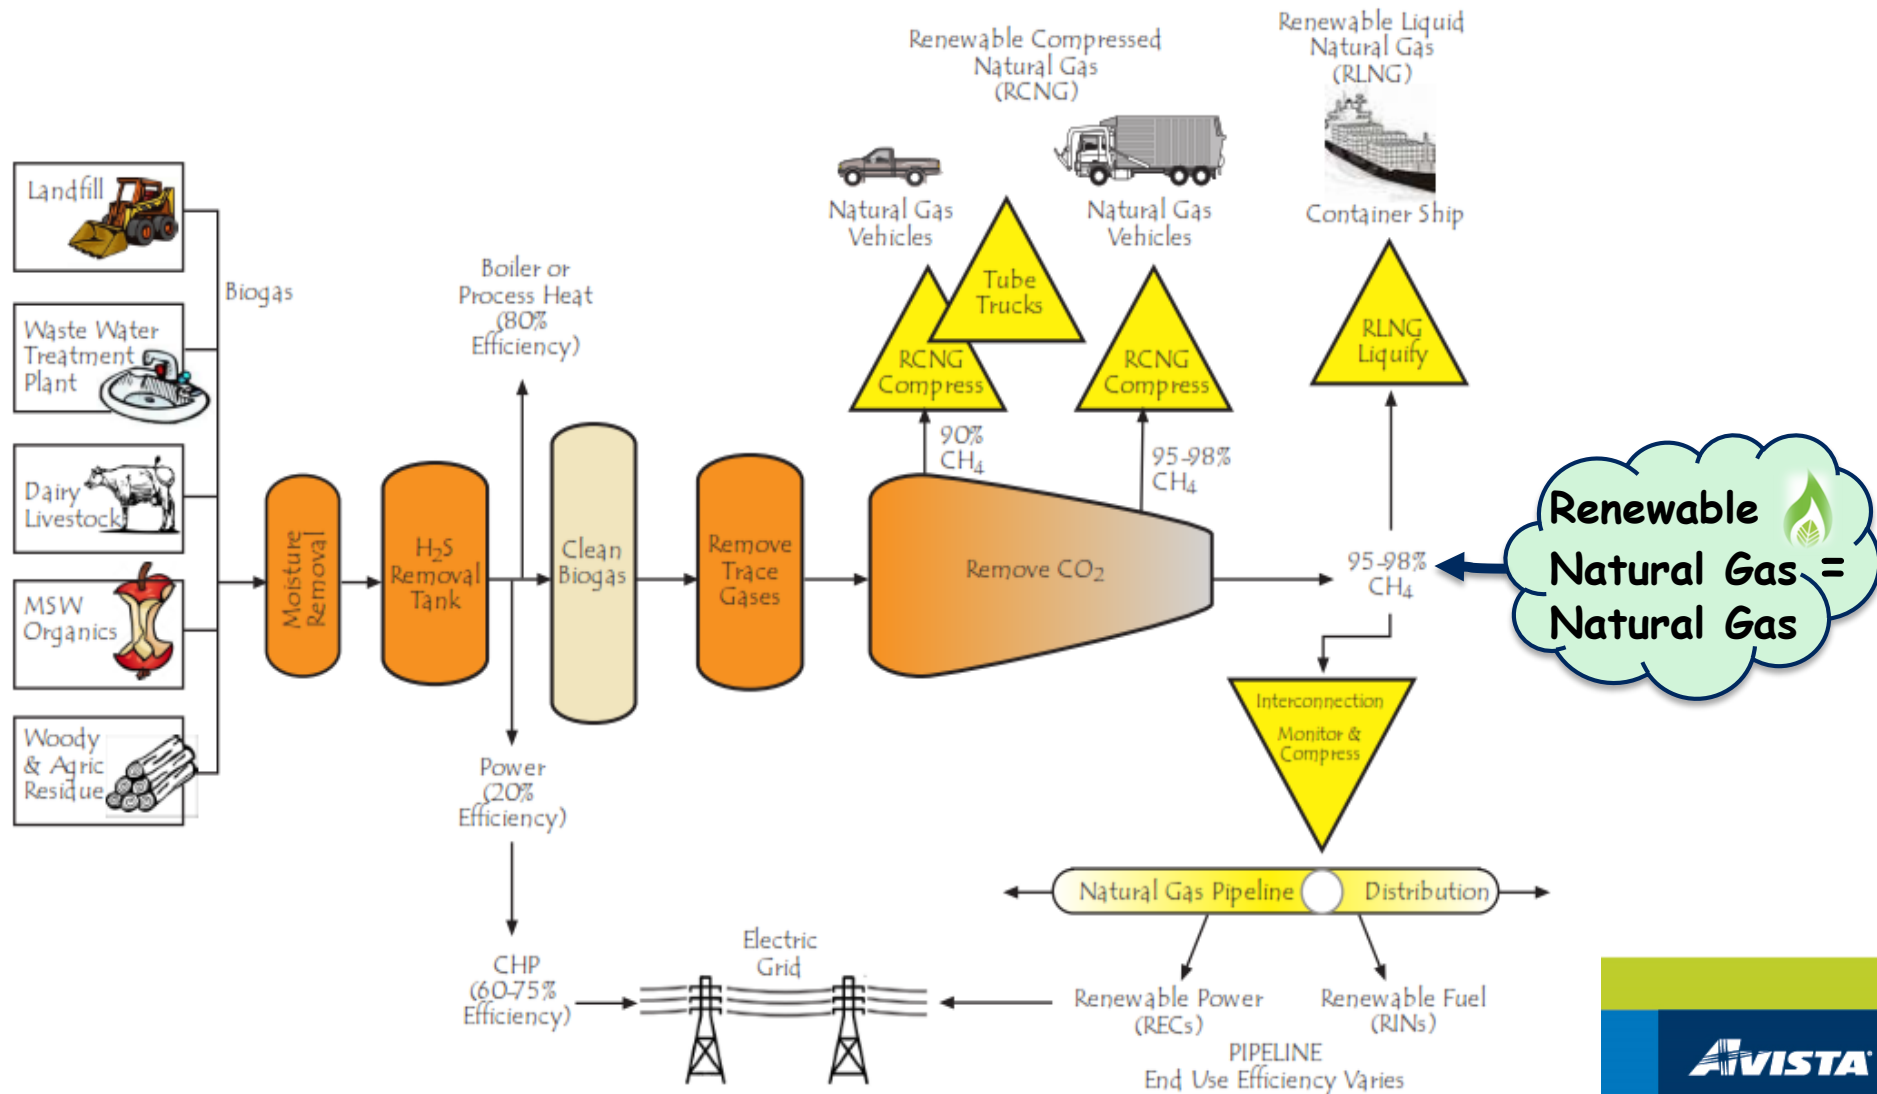 Renewable Compressed
Natural Gas
(RCNG)
Renewable Liquid
Natural Gas
(RLNG)
Natural Gas
Vehicles
Natural Gas
Vehicles
Container Ship
Landfill
Biogas
Waste Water
Treatment
Plant
Dairy
Livestock
MSW
Organics
Woody
& Agric
Residue
Boiler or
Process Heat
(80%
Efficiency)
Tube
Trucks
RCNG
Compress
RCNG
Compress
RLNG
Liquify
90%
CH4
95-98%
CH4
Moisture
Removal
H2S
Removal
Tank
Clean
Biogas
Remove
Trace
Gases
Remove CO2
95-98%
CH4
Renewable
Natural Gas =
Natural Gas
Interconnection
Monitor &
Compress
Power
(20%
Efficiency)
Natural Gas Pipeline
Distribution
CHP
(60-75%
Efficiency)
Electric
Grid
Renewable Power
(RECs)
Renewable Fuel
(RINs)
PIPELINE
End Use Efficiency Varies
AVISTA